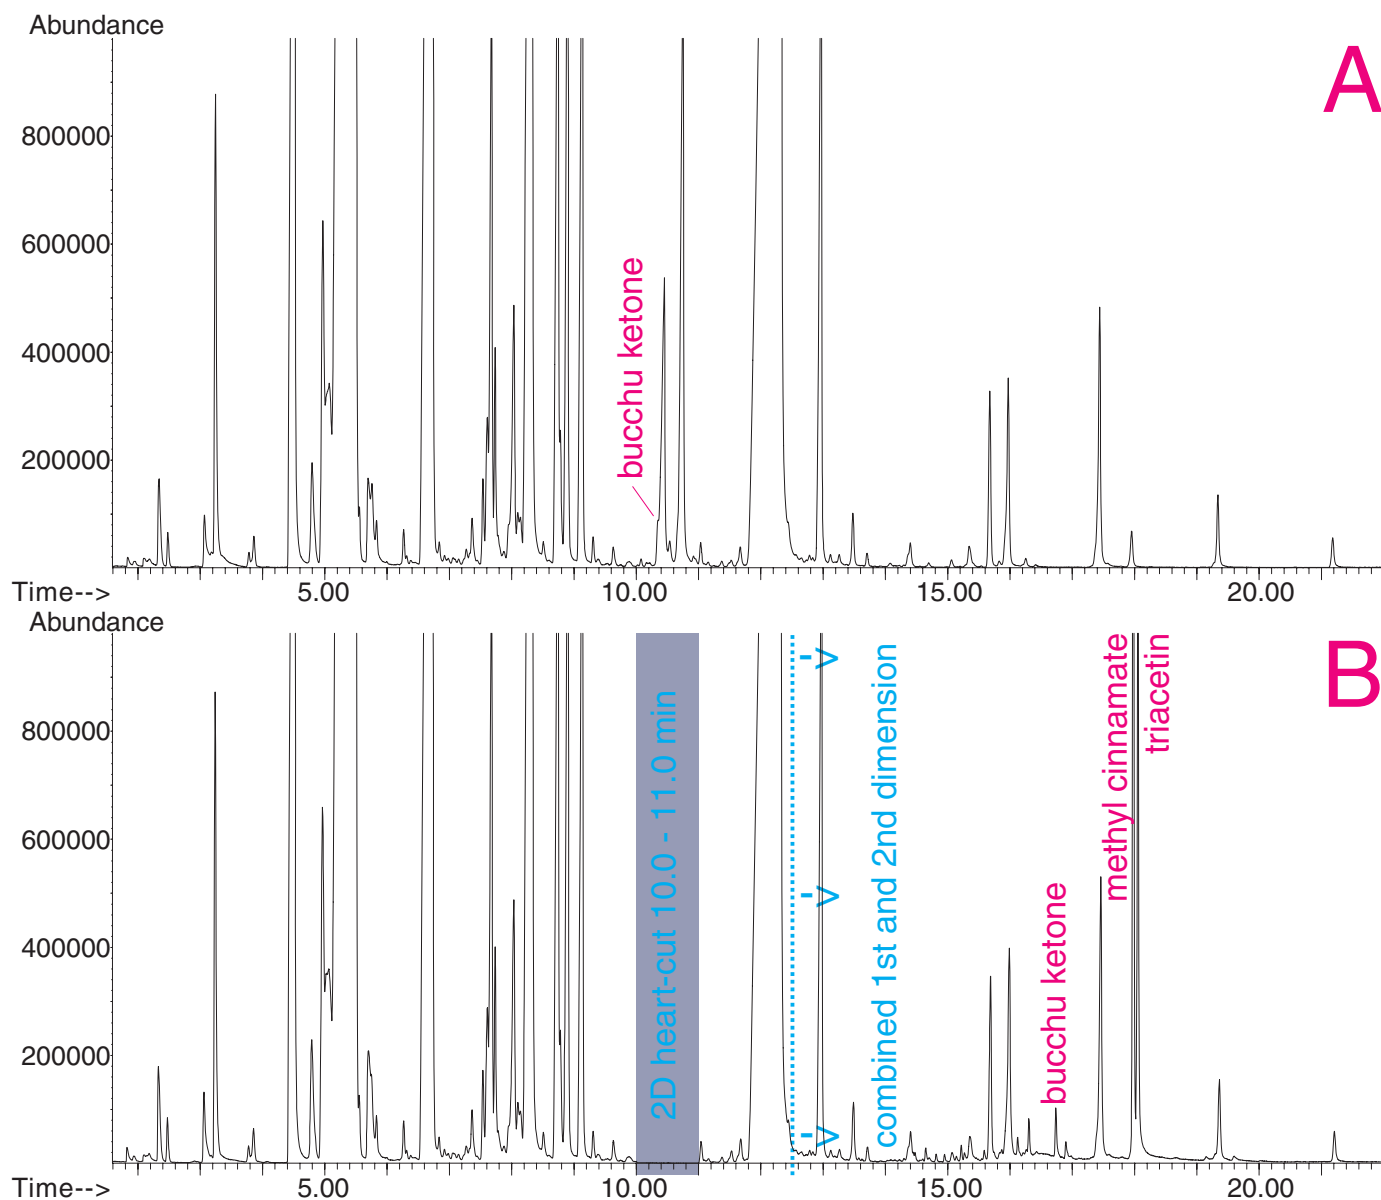 Abundance
A
800000
600000
400000
200000
bucchu ketone
Time-->
5.00
10.00
15.00
20.00
Abundance
B
800000
600000
400000
200000
2D heart-cut 10.0 - 11.0 min
->
->
->
combined 1st and 2nd dimension
bucchu ketone
methyl cinnamate
triacetin
Time-->
5.00
10.00
15.00
20.00